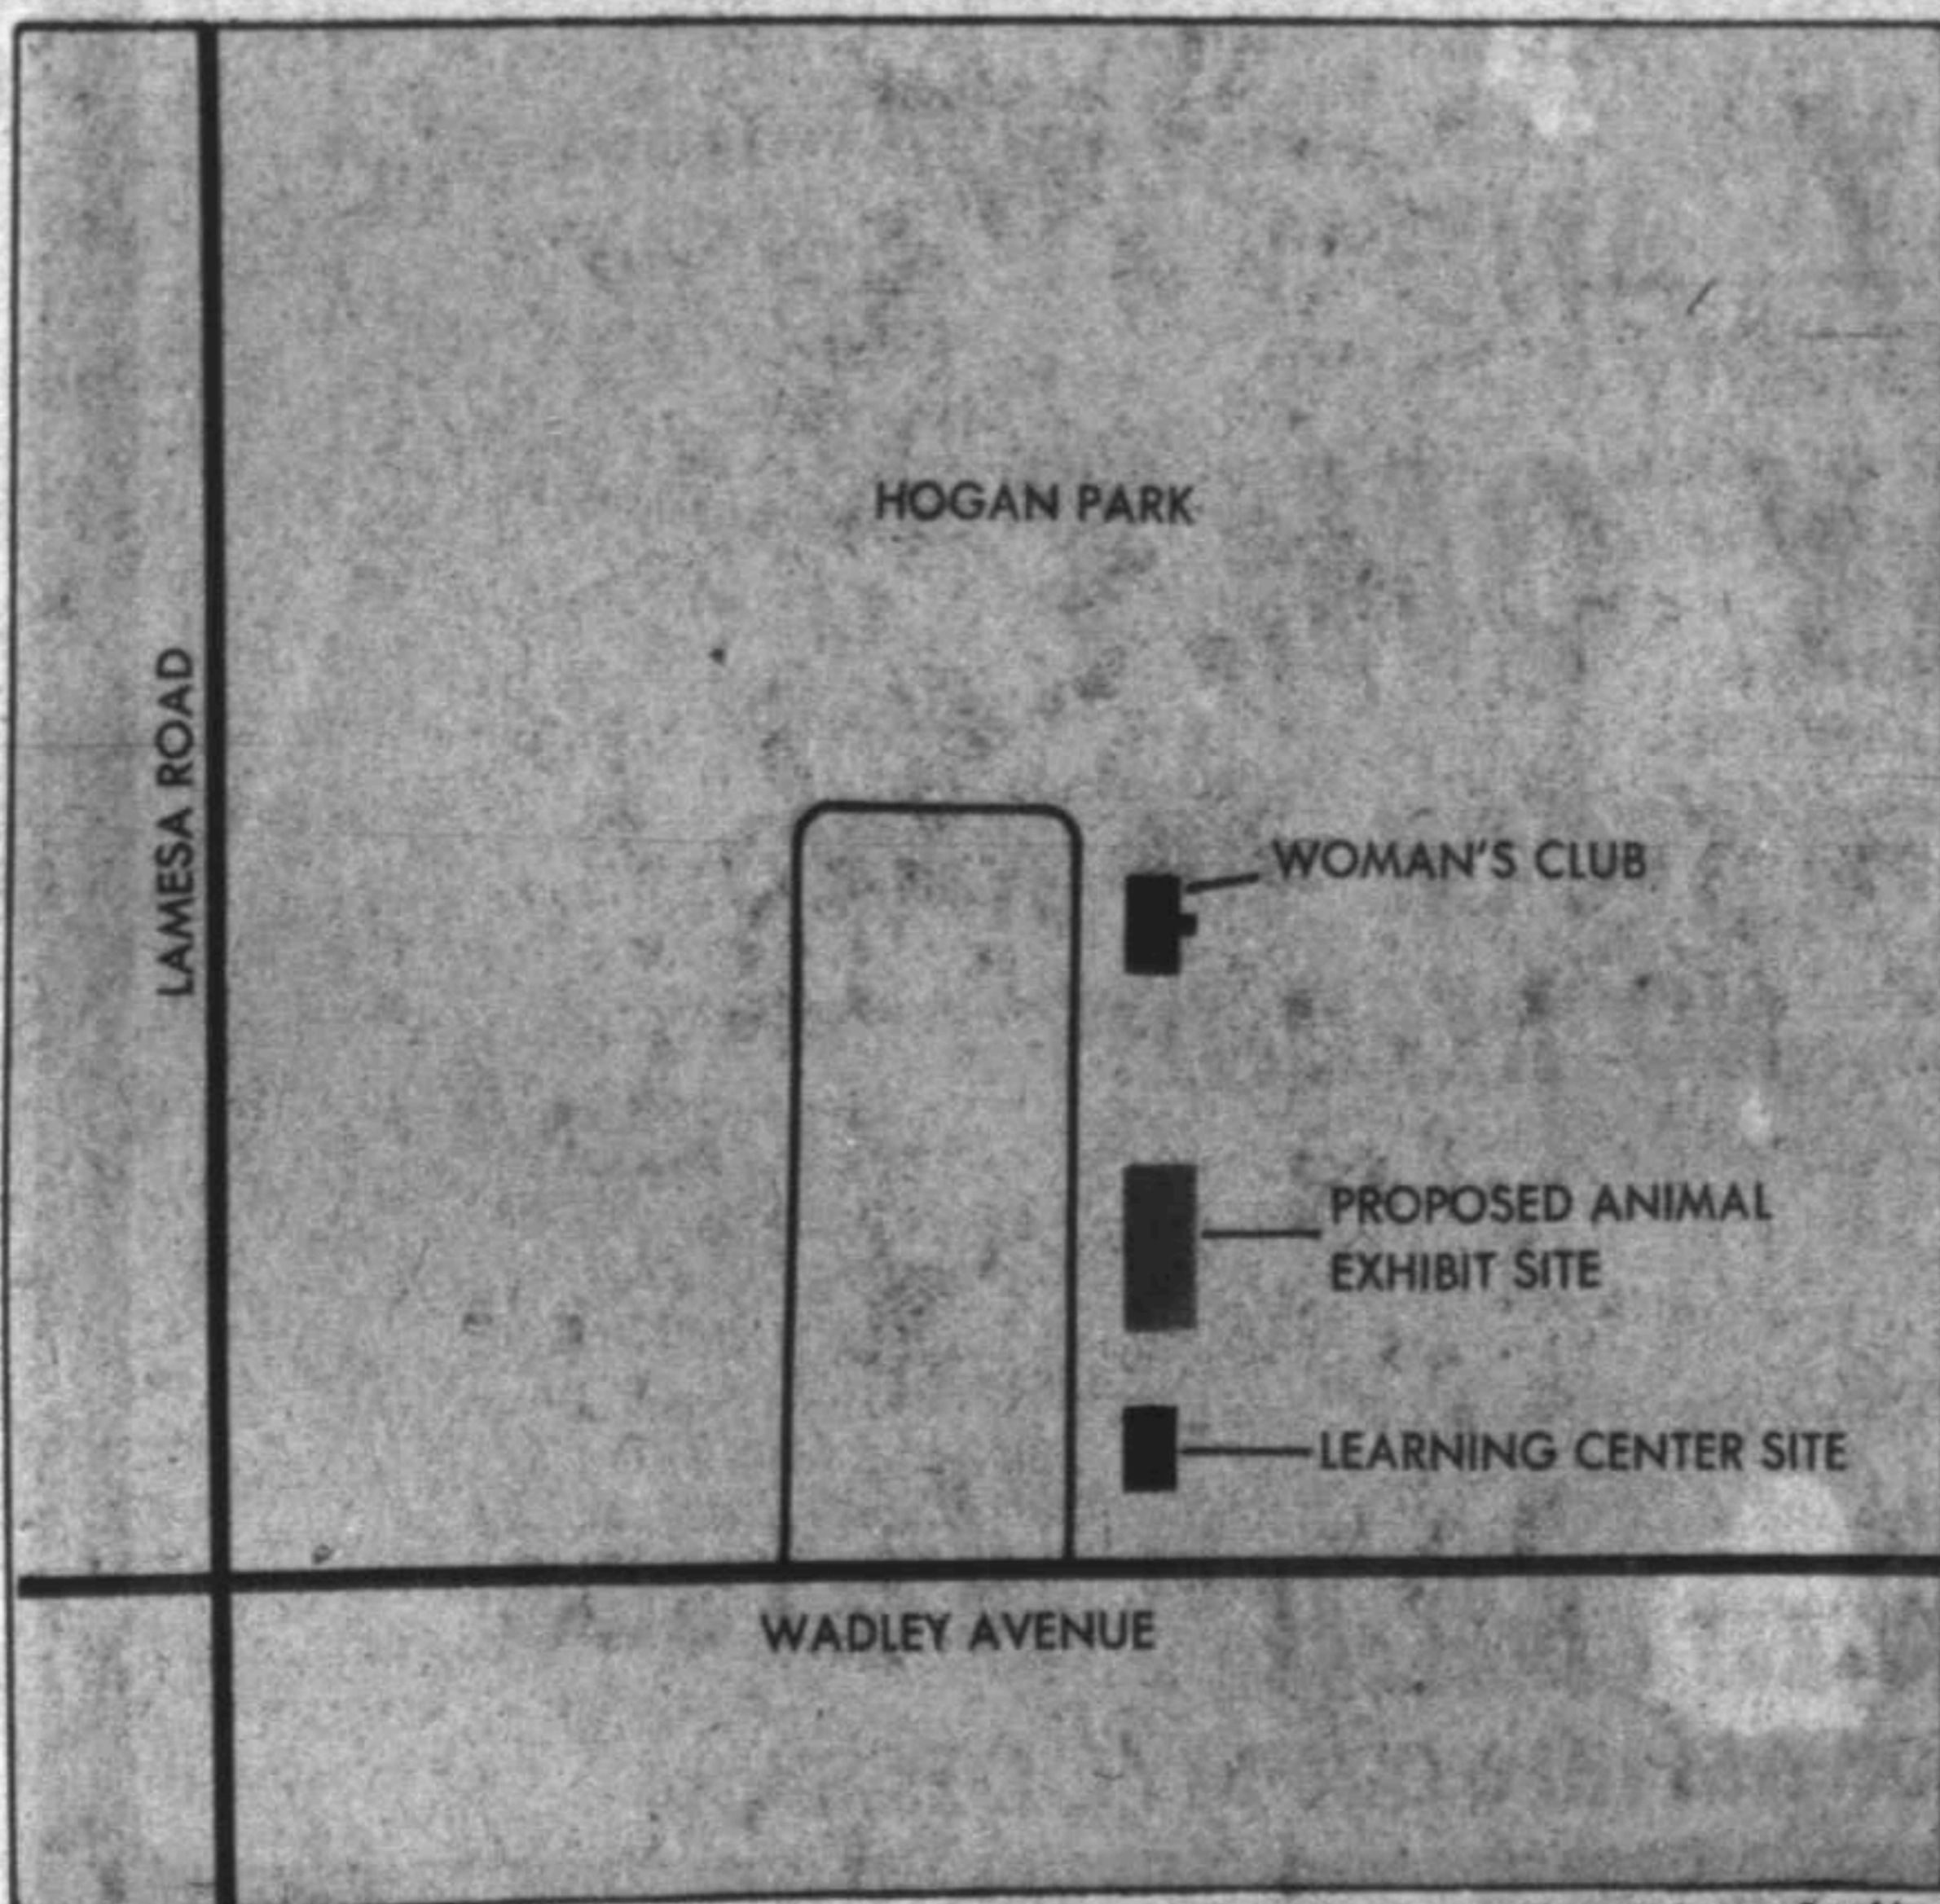 HOGAN PARK
LAMESA ROAD
WOMAN'S CLUB
PROPOSED ANIMAL
EXHIBIT SITE
LEARNING CENTER SITE
WADLEY AVENUE